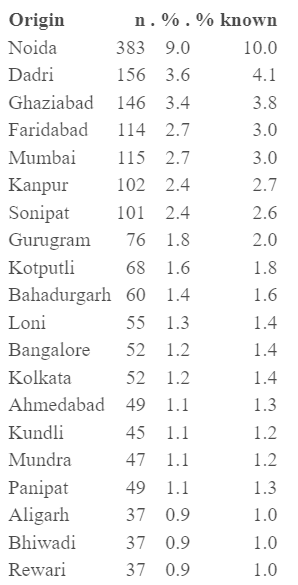 Origin n . % . % known
Noida 383 9.0 10.0
Dadri 156 3.6 4.1
Ghaziabad 146 3.4 3.8
Faridabad 114 2.7 3.0
Mumbai 115 2.7 3.0
Kanpur 102 2.4 2.7
Sonipat 101 2.4 2.6
Gurugram 76 1.8 2.0
Kotputli 68 1.6 1.8
Bahadurgarh 60 1.4 1.6
Loni 55 1.3 1.4
Bangalore 52 1.2 1.4
Kolkata 52 1.2 1.4
Ahmedabad 49 1.1 1.3
Kundli 45 1.1 1.2
Mundra 47 1.1 1.2
Panipat 49 1.1 1.3
Aligarh 37 0.9 1.0
Bhiwadi 37 0.9 1.0
Rewari 37 0.9 1.0